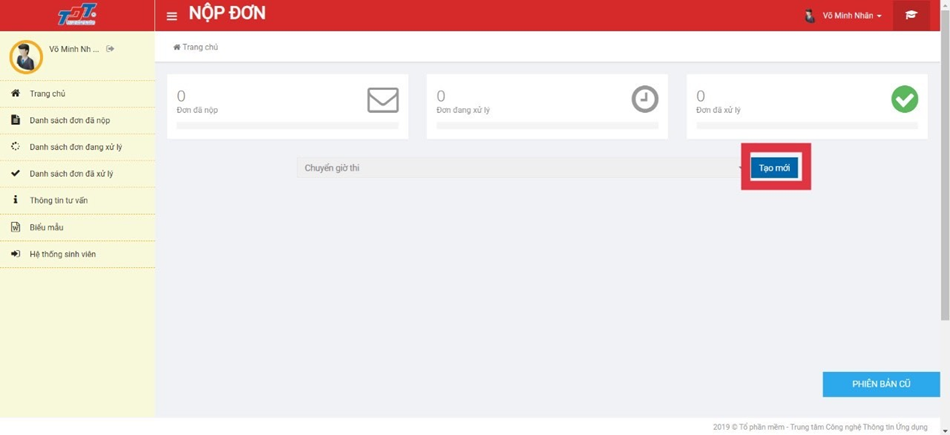 TDT
NỘP ĐƠN
Võ Minh Nhân
Võ Minh Nh ...
Trang chủ
Trang chủ
Danh sách đơn đã nộp
Danh sách đơn đang xử lý
Danh sách đơn đã xử lý
Thông tin tư vấn
Biểu mẫu
Hệ thống sinh viên
0
Đơn đã nộp
0
Đơn đang xử lý
0
Đơn đã xử lý
Chuyển giờ thi
Tạo mới
PHIÊN BẢN CŨ
2019 © Tổ phần mềm - Trung tâm Công nghệ Thông tin Ứng dụng